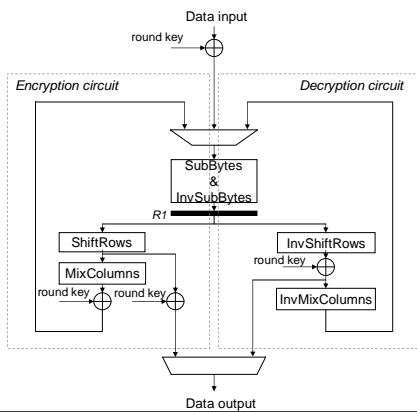 Data input
round key
Encryption circuit
Decryption circuit
SubBytes
&
InvSubBytes
R1
ShiftRows
InvShiftRows
MixColumns
round key
InvMixColumns
round key
round key
Data output